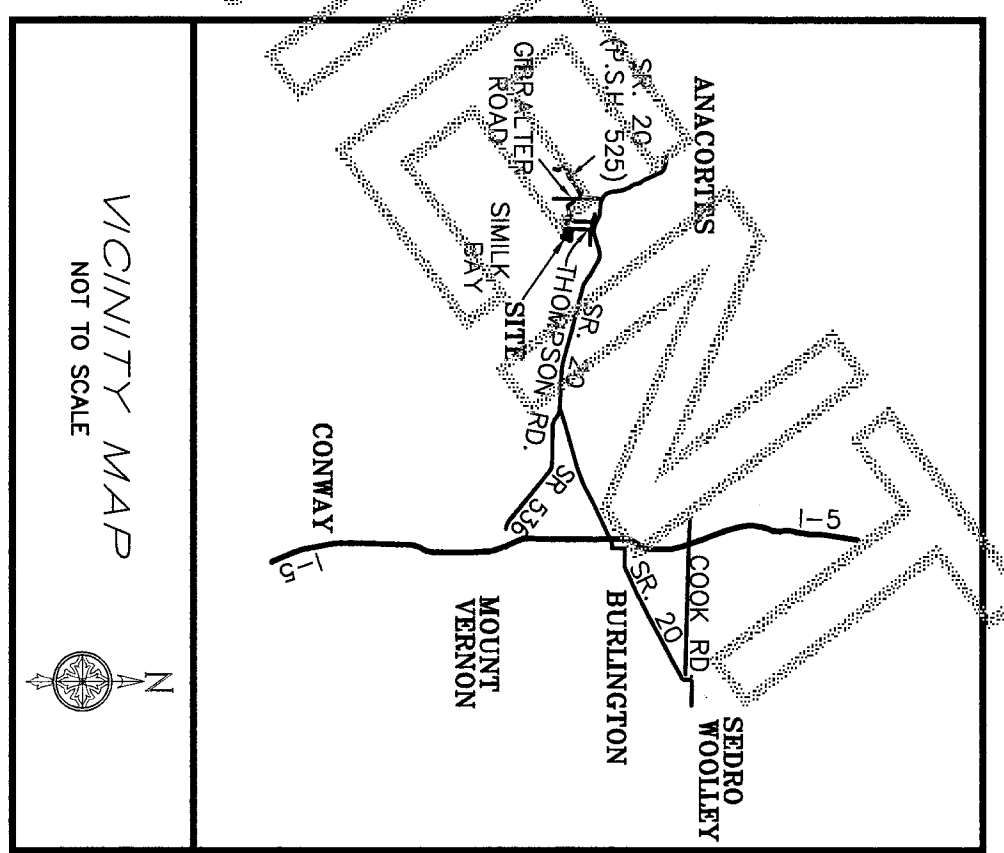 ANACORTES
SR. 20
(P.S.H. 525)
GIBRALTER
ROAD
SIMILK
BAY
SITE
THOMPSON RD.
SR. 20
SR 536
I-5
COOK RD
SR. 20
SEDRO
WOOLLEY
BURLINGTON
MOUNT
VERNON
CONWAY
I-5
VICINITY MAP
NOT TO SCALE
N